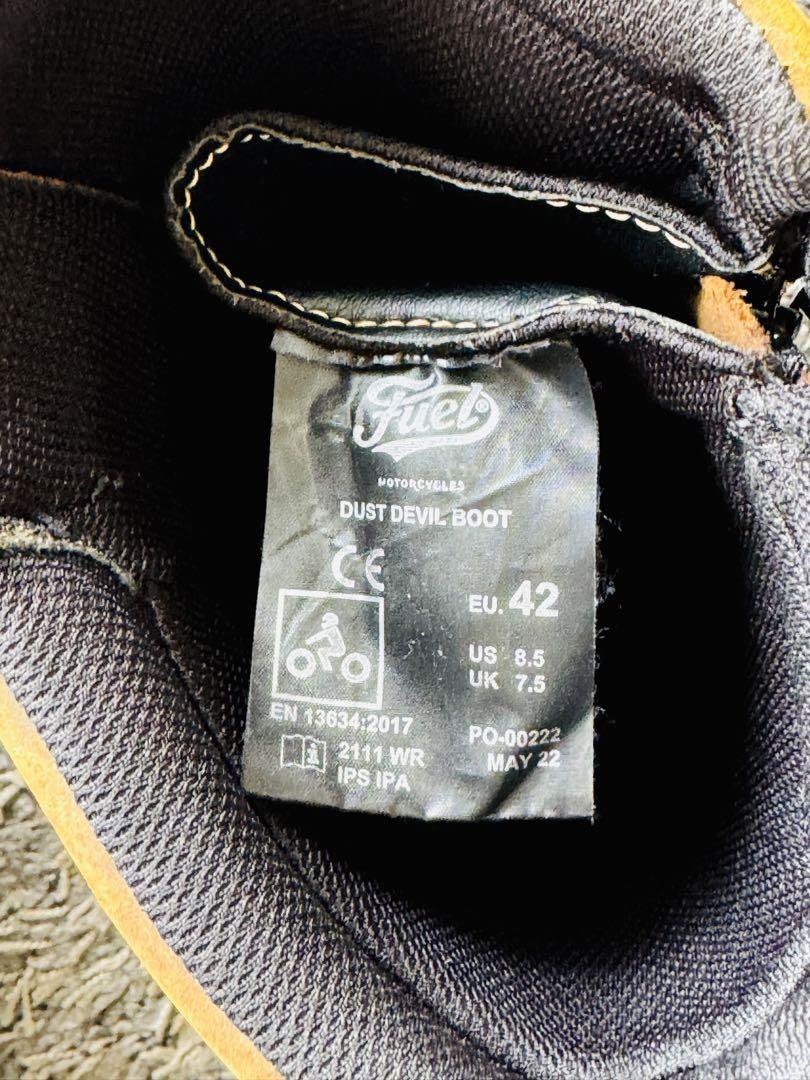 Fuel®
MOTORCYCLES
DUST DEVIL BOOT
CE
EU. 42
US 8.5
UK 7.5
EN 13634:2017
2111 WR
IPS IPA
PO-00222
MAY 22